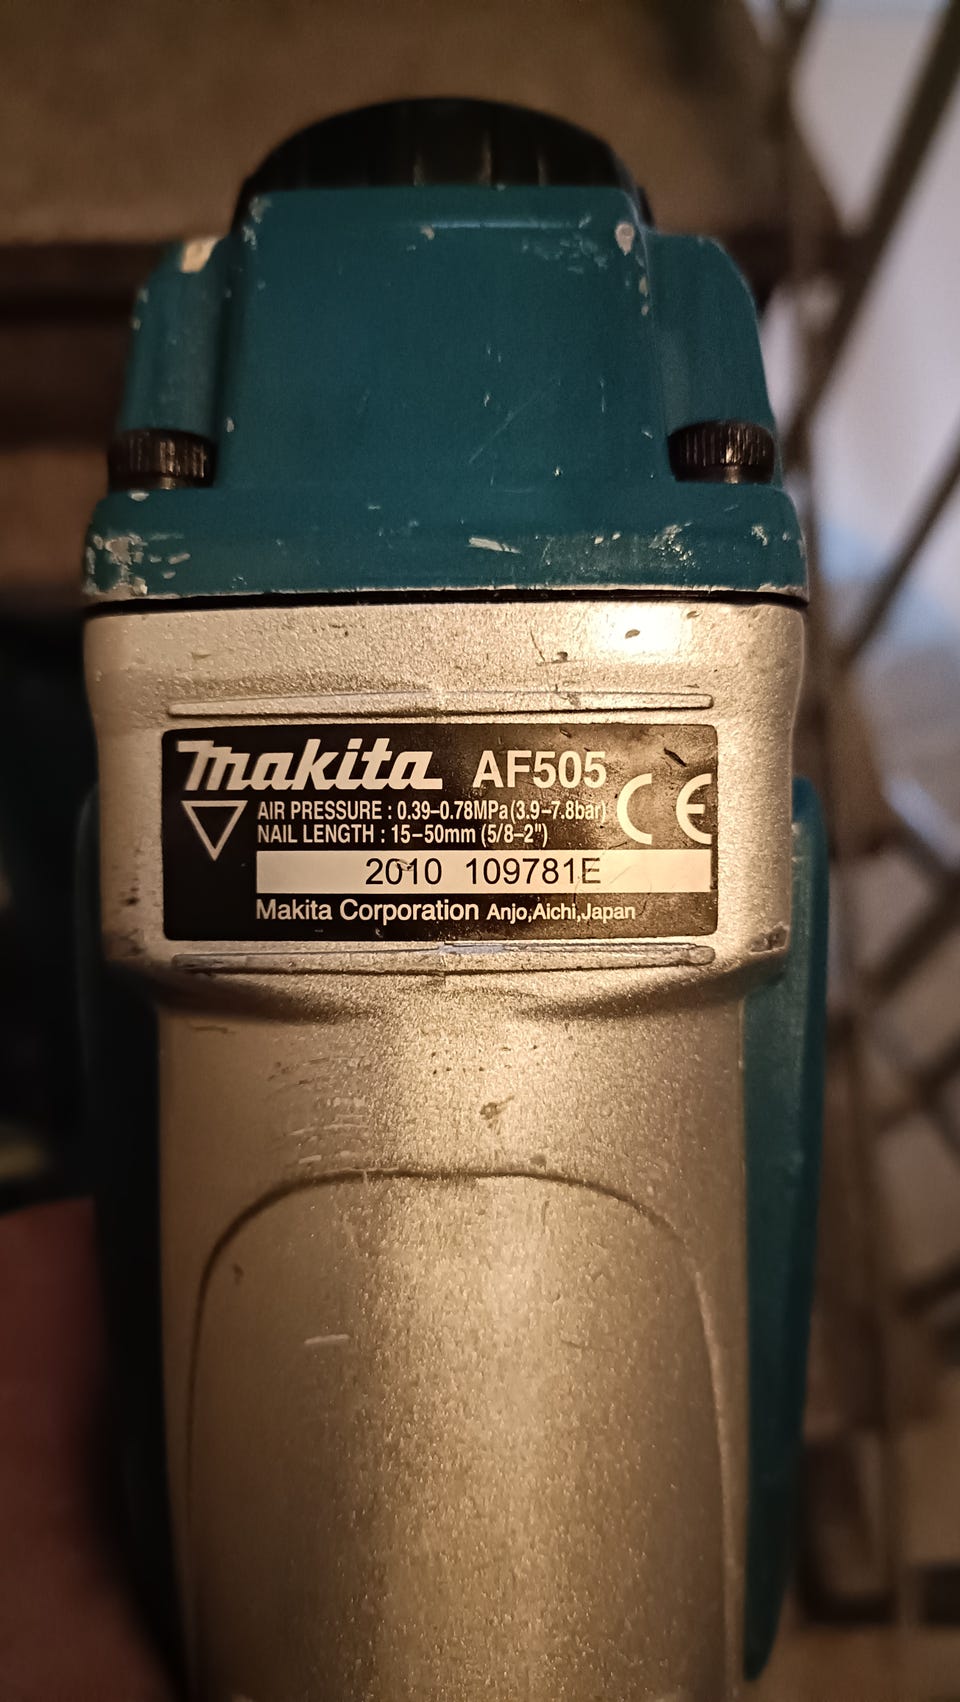 makita AF505
AIR PRESSURE : 0.39–0.78MPa (3.9–7.8bar)
NAIL LENGTH : 15–50mm (5/8–2")
CE
2010 109781E
Makita Corporation Anjo,Aichi,Japan